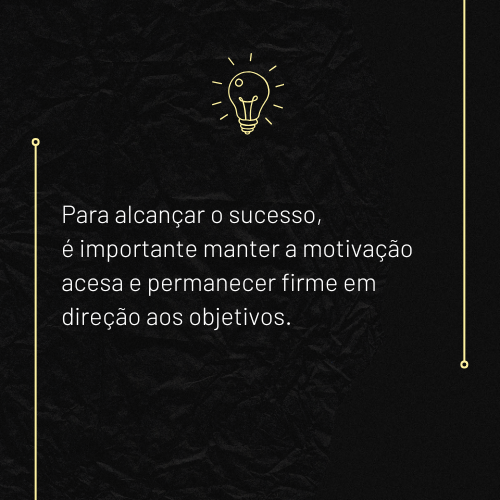 Para alcançar o sucesso,
é importante manter a motivação
acesa e permanecer firme em
direção aos objetivos.